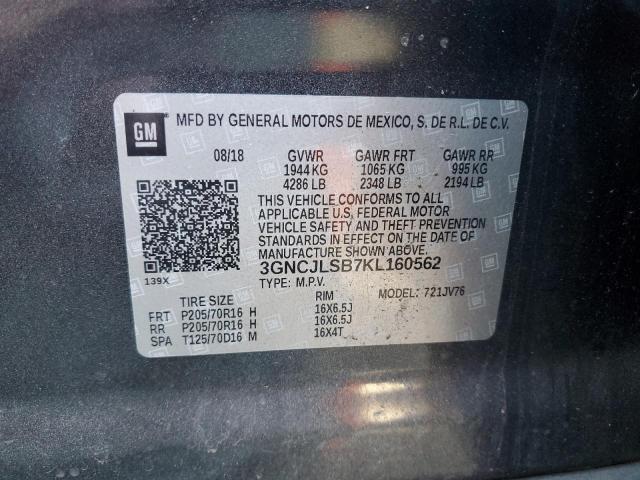 GM MFD BY GENERAL MOTORS DE MEXICO, S. DE R.L. DE C.V.
08/18 GVWR GAWR FRT GAWR RR
1944 KG 1065 KG 995 KG
4286 LB 2348 LB 2194 LB
THIS VEHICLE CONFORMS TO ALL
APPLICABLE U.S. FEDERAL MOTOR
VEHICLE SAFETY AND THEFT PREVENTION
STANDARDS IN EFFECT ON THE DATE OF
MANUFACTURE SHOWN ABOVE.
3GNCJLSB7KL160562
139X
TYPE: M.P.V.
TIRE SIZE RIM MODEL: 721JV76
FRT P205/70R16 H 16X6.5J
RR P205/70R16 H 16X6.5J
SPA T125/70D16 M 16X4T